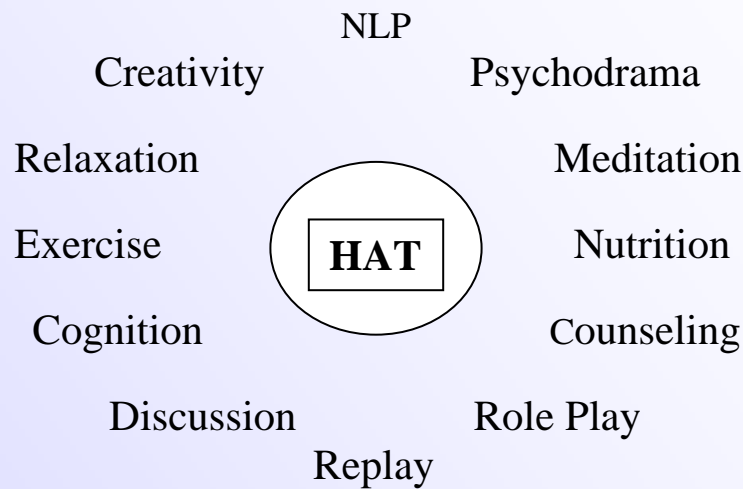 NLP
Creativity Psychodrama
Relaxation Meditation
Exercise HAT Nutrition
Cognition Counseling
Discussion Role Play
Replay